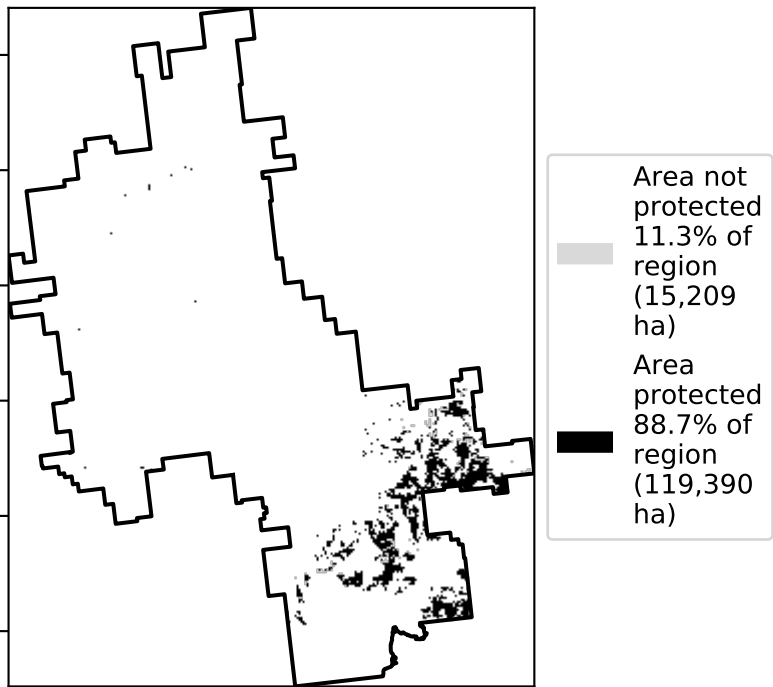 Area not
protected
11.3% of
region
(15,209
ha)
Area
protected
88.7% of
region
(119,390
ha)